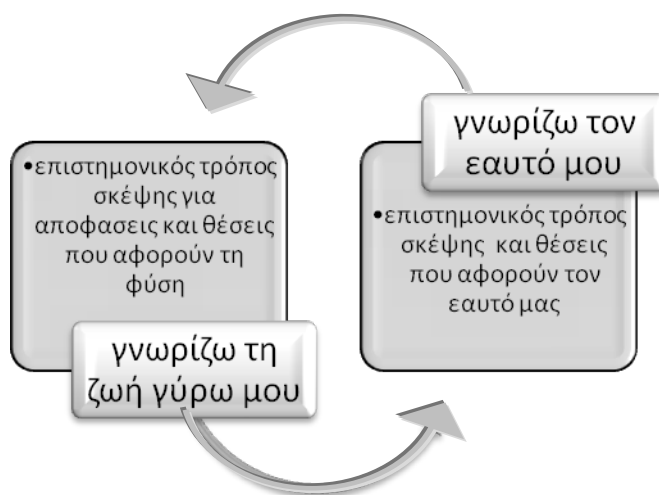 •επιστημονικός τρόπος
σκέψης για
αποφασεις και θέσεις
που αφορούν τη
φύση
γνωρίζω τη
ζωή γύρω μου
γνωρίζω τον
εαυτό μου
•επιστημονικός τρόπος
σκέψης και θέσεις
που αφορούν τον
εαυτό μας